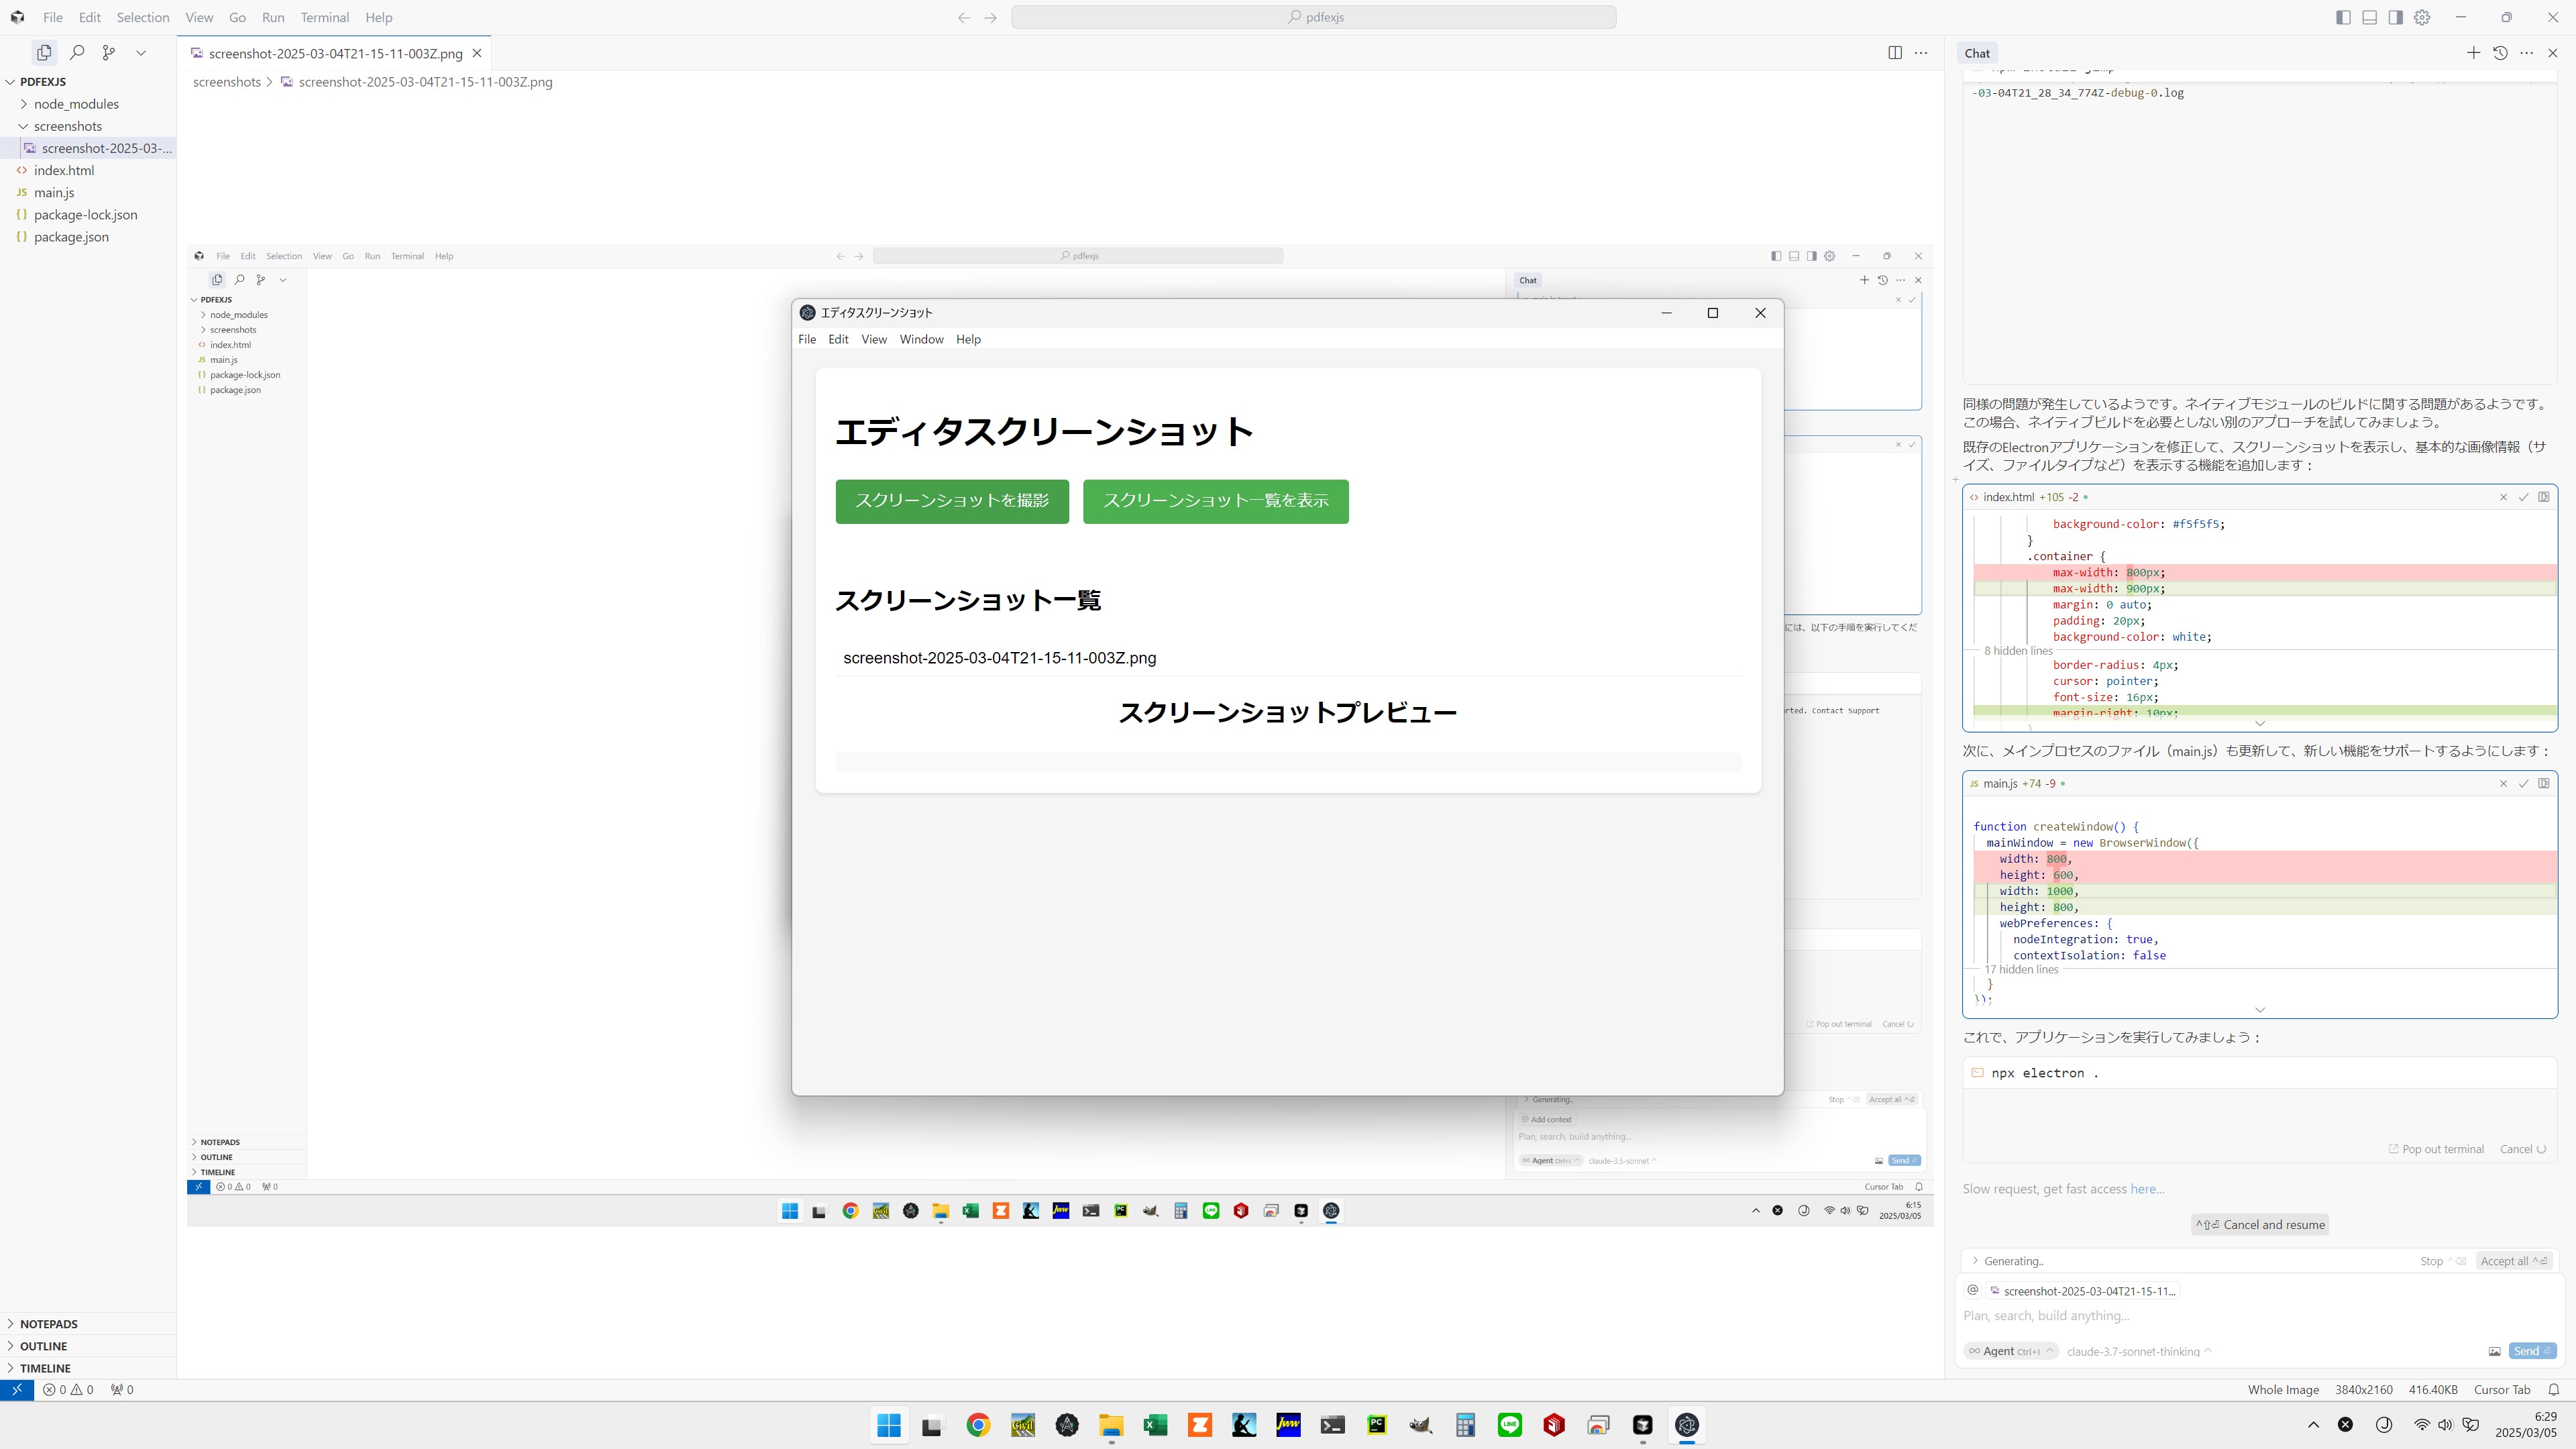 File Edit Selection View Go Run Terminal Help
pdfexjs
PDFEXJS
node_modules
screenshots
screenshot-2025-03-...
index.html
JS main.js
{} package-lock.json
{} package.json
NOTEPADS
OUTLINE
TIMELINE
screenshot-2025-03-04T21-15-11-003Z.png
screenshots > screenshot-2025-03-04T21-15-11-003Z.png
File Edit Selection View Go Run Terminal Help
pdfexjs
PDFEXJS
node_modules
screenshots
index.html
JS main.js
{} package-lock.json
{} package.json
Chat
には、以下の手順を実行してくだ
rted. Contact Support
Pop out terminal Cancel
Generating..
Stop Accept all
Add context
Plan, search, build anything...
Agent Ctrl+I claude-3.5-sonnet
Send
NOTEPADS
OUTLINE
TIMELINE
0 0 0
Cursor Tab
6:15
2025/03/05
エディタスクリーンショット
File Edit View Window Help
エディタスクリーンショット
スクリーンショットを撮影 スクリーンショット一覧を表示
スクリーンショット一覧
screenshot-2025-03-04T21-15-11-003Z.png
スクリーンショットプレビュー
Chat
-03-04T21_28_34_774Z-debug-0.log
同様の問題が発生しているようです。ネイティブモジュールのビルドに関する問題があるようです。
この場合、ネイティブビルドを必要としない別のアプローチを試してみましょう。
既存のElectronアプリケーションを修正して、スクリーンショットを表示し、基本的な画像情報（サ
イズ、ファイルタイプなど）を表示する機能を追加します：
index.html +105 -2
background-color: #f5f5f5;
}
.container {
max-width: 800px;
max-width: 900px;
margin: 0 auto;
padding: 20px;
background-color: white;
8 hidden lines
border-radius: 4px;
cursor: pointer;
font-size: 16px;
margin-right: 10px;
次に、メインプロセスのファイル（main.js）も更新して、新しい機能をサポートするようにします：
JS main.js +74 -9
function createWindow() {
mainWindow = new BrowserWindow({
width: 800,
height: 600,
width: 1000,
height: 800,
webPreferences: {
nodeIntegration: true,
contextIsolation: false
17 hidden lines
}
});
これで、アプリケーションを実行してみましょう：
npx electron .
Pop out terminal Cancel
Slow request, get fast access here...
Cancel and resume
Generating..
Stop Accept all
@ screenshot-2025-03-04T21-15-11...
Plan, search, build anything...
Agent Ctrl+I claude-3.7-sonnet-thinking
Send
0 0 0
Whole Image 3840x2160 416.40KB Cursor Tab
6:29
2025/03/05